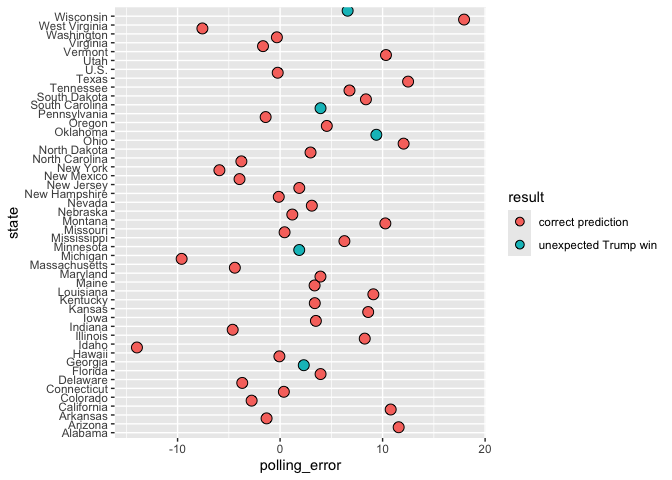 Wisconsin
West Virginia
Washington
Virginia
Vermont
Utah
U.S.
Texas
Tennessee
South Dakota
South Carolina
Pennsylvania
Oregon
Oklahoma
Ohio
North Dakota
North Carolina
New York
New Mexico
New Jersey
New Hampshire
Nevada
Nebraska
Montana
Missouri
Mississippi
Minnesota
Michigan
Massachusetts
Maryland
Maine
Louisiana
Kentucky
Kansas
Iowa
Indiana
Illinois
Idaho
Hawaii
Georgia
Florida
Delaware
Connecticut
Colorado
California
Arkansas
Arizona
Alabama
state
-10 0 10 20
polling_error
result
correct prediction
unexpected Trump win